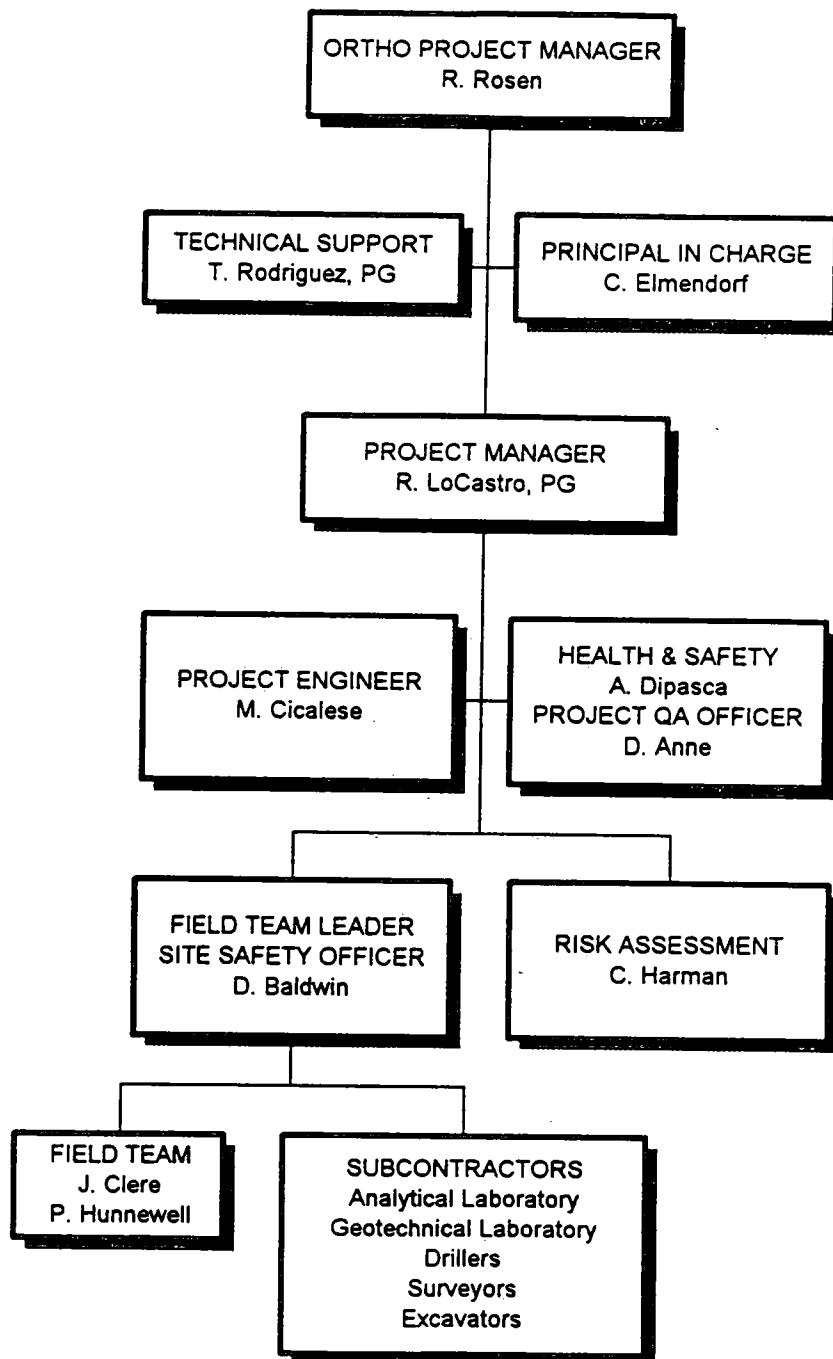 ORTHO PROJECT MANAGER
R. Rosen
TECHNICAL SUPPORT
T. Rodriguez, PG
PRINCIPAL IN CHARGE
C. Elmendorf
PROJECT MANAGER
R. LoCastro, PG
PROJECT ENGINEER
M. Cicalese
HEALTH & SAFETY
A. Dipasca
PROJECT QA OFFICER
D. Anne
FIELD TEAM LEADER
SITE SAFETY OFFICER
D. Baldwin
RISK ASSESSMENT
C. Harman
FIELD TEAM
J. Clere
P. Hunnewell
SUBCONTRACTORS
Analytical Laboratory
Geotechnical Laboratory
Drillers
Surveyors
Excavators